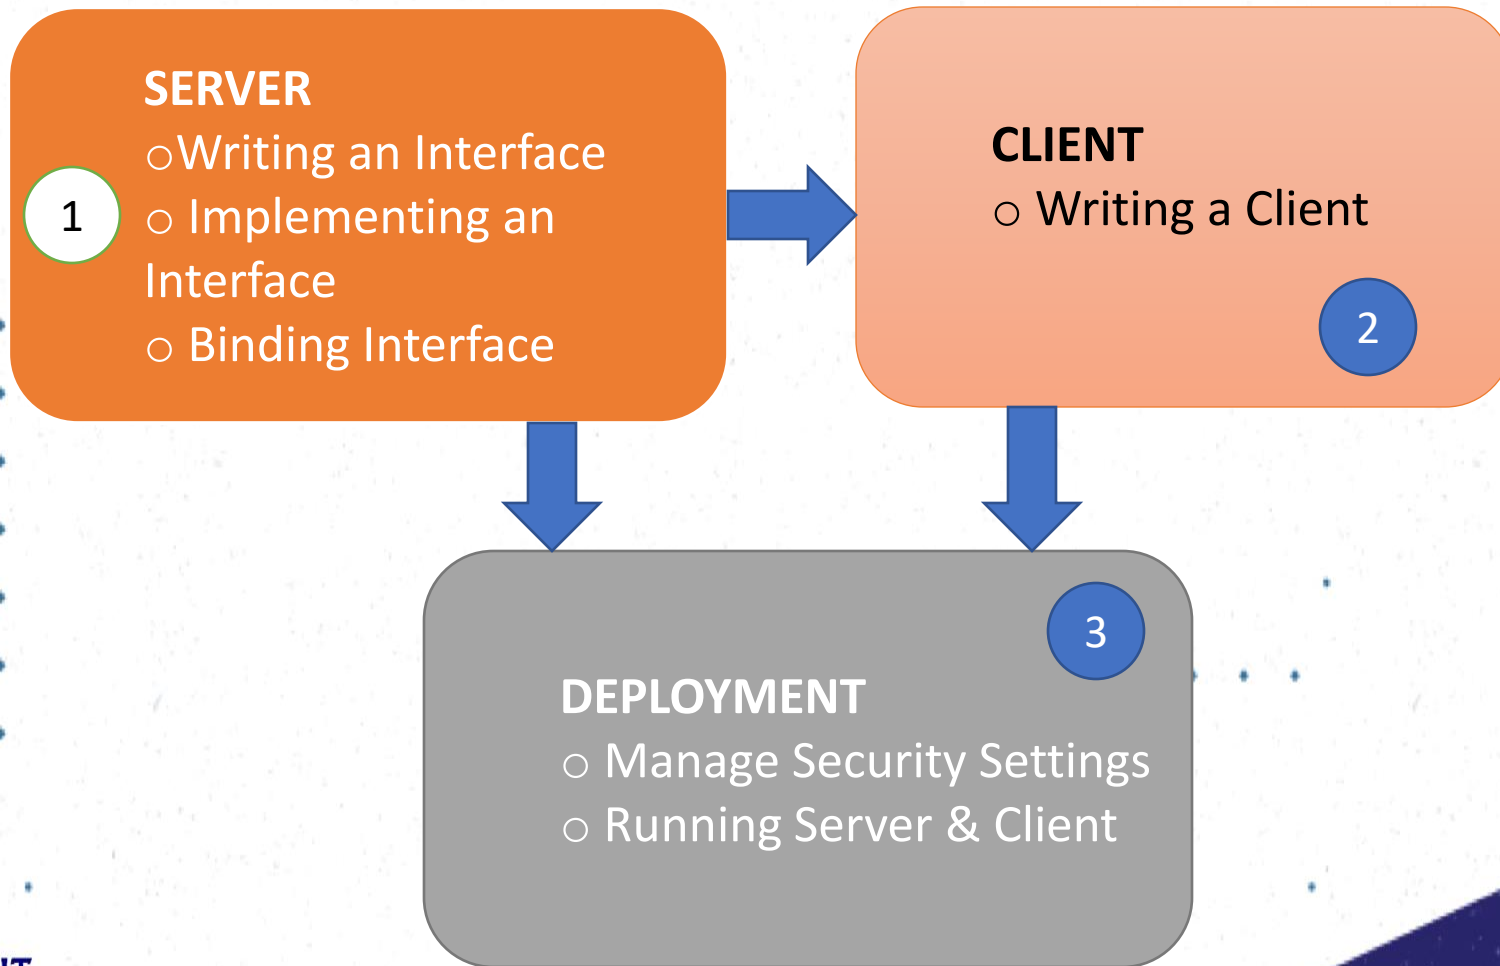 SERVER
○Writing an Interface
○ Implementing an
Interface
○ Binding Interface
1
CLIENT
○ Writing a Client
2
3
DEPLOYMENT
○ Manage Security Settings
○ Running Server & Client